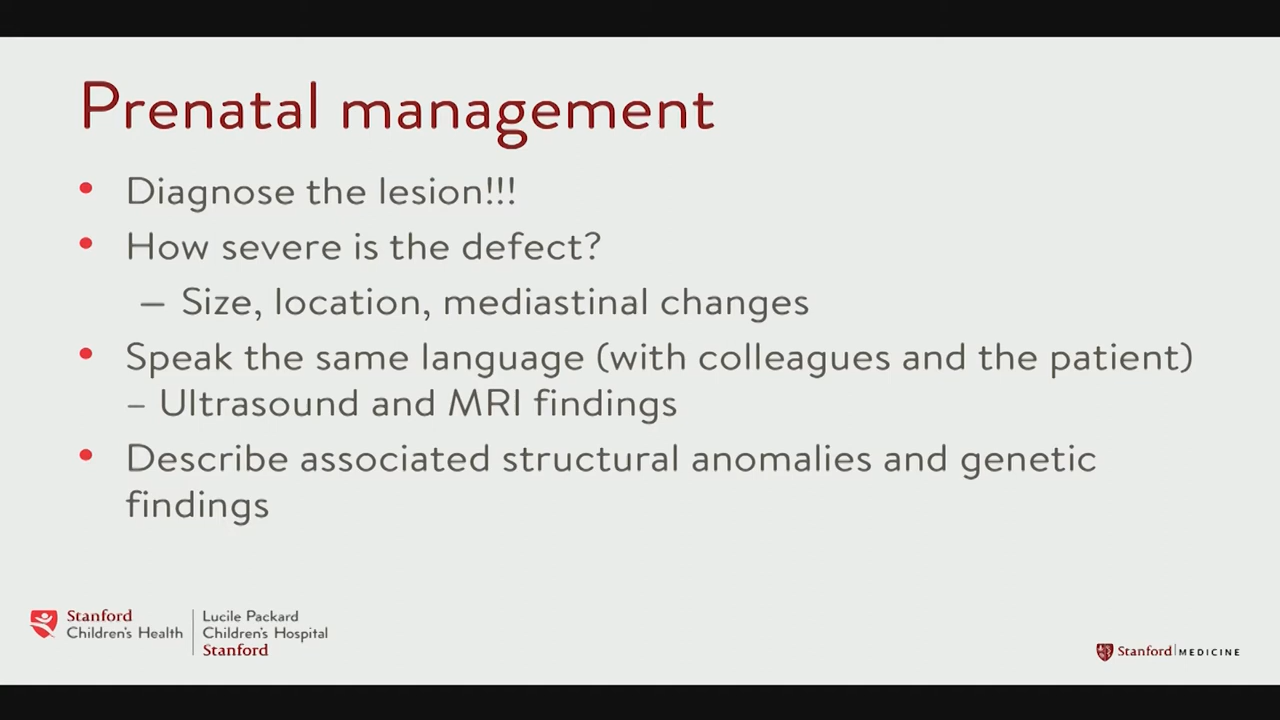 Prenatal management
• Diagnose the lesion!!!
• How severe is the defect?
– Size, location, mediastinal changes
• Speak the same language (with colleagues and the patient)
– Ultrasound and MRI findings
• Describe associated structural anomalies and genetic
findings
Stanford
Children's Health
Lucile Packard
Children's Hospital
Stanford
Stanford MEDICINE